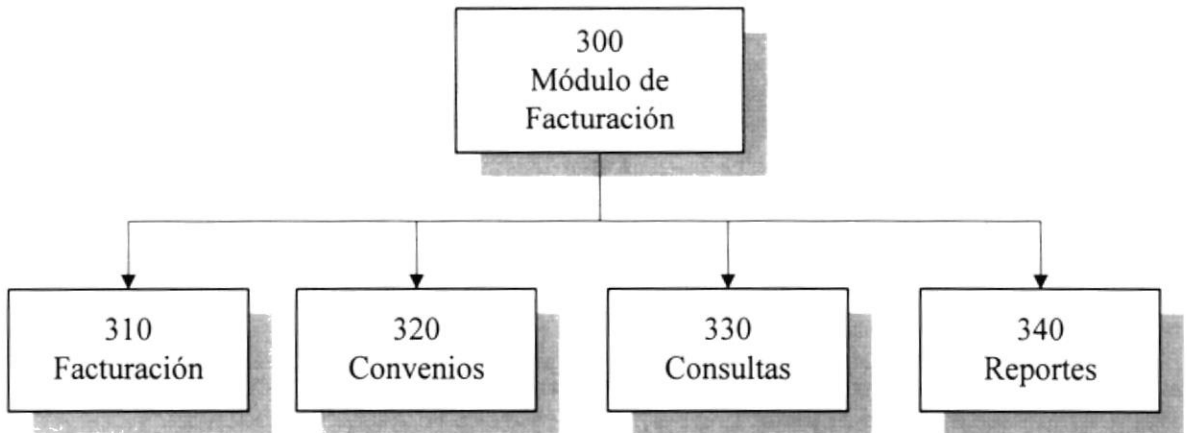 300
Módulo de
Facturación
310
Facturación
320
Convenios
330
Consultas
340
Reportes